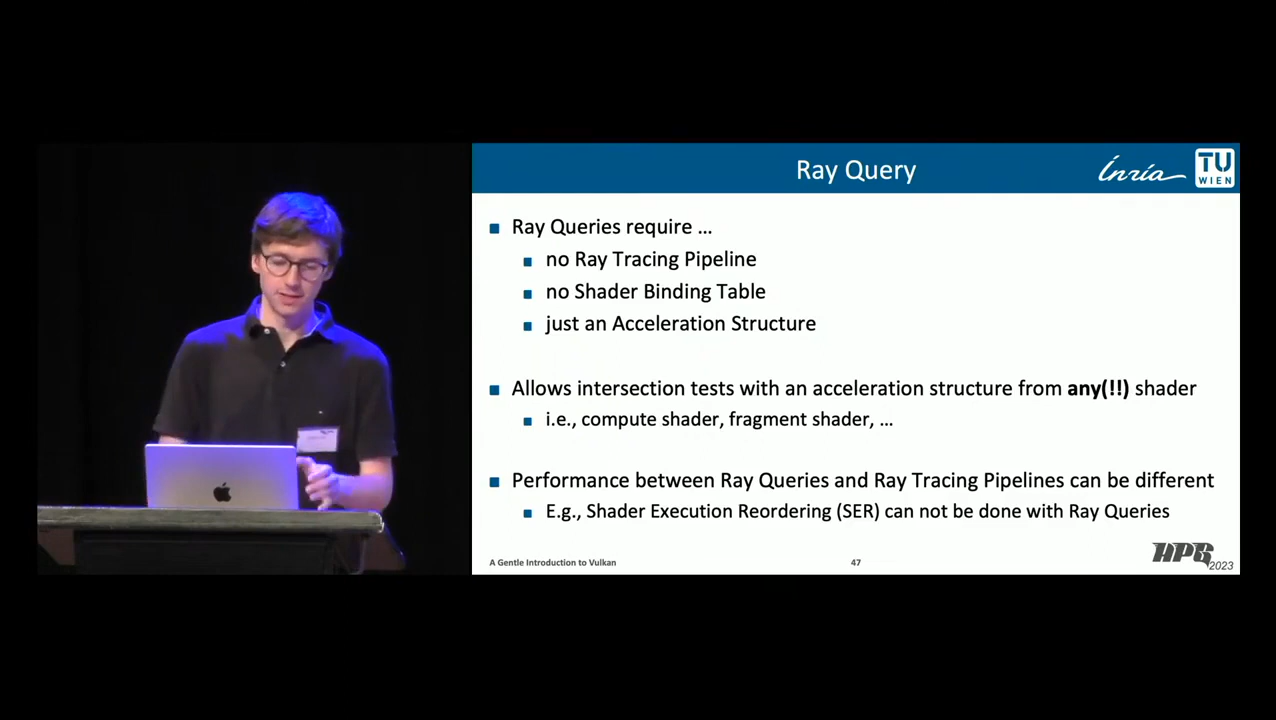 Ray Query
Inria
TU
WIEN
Ray Queries require ...
no Ray Tracing Pipeline
no Shader Binding Table
just an Acceleration Structure
Allows intersection tests with an acceleration structure from any(!!) shader
i.e., compute shader, fragment shader, ...
Performance between Ray Queries and Ray Tracing Pipelines can be different
E.g., Shader Execution Reordering (SER) can not be done with Ray Queries
A Gentle Introduction to Vulkan
47
HPG
2023